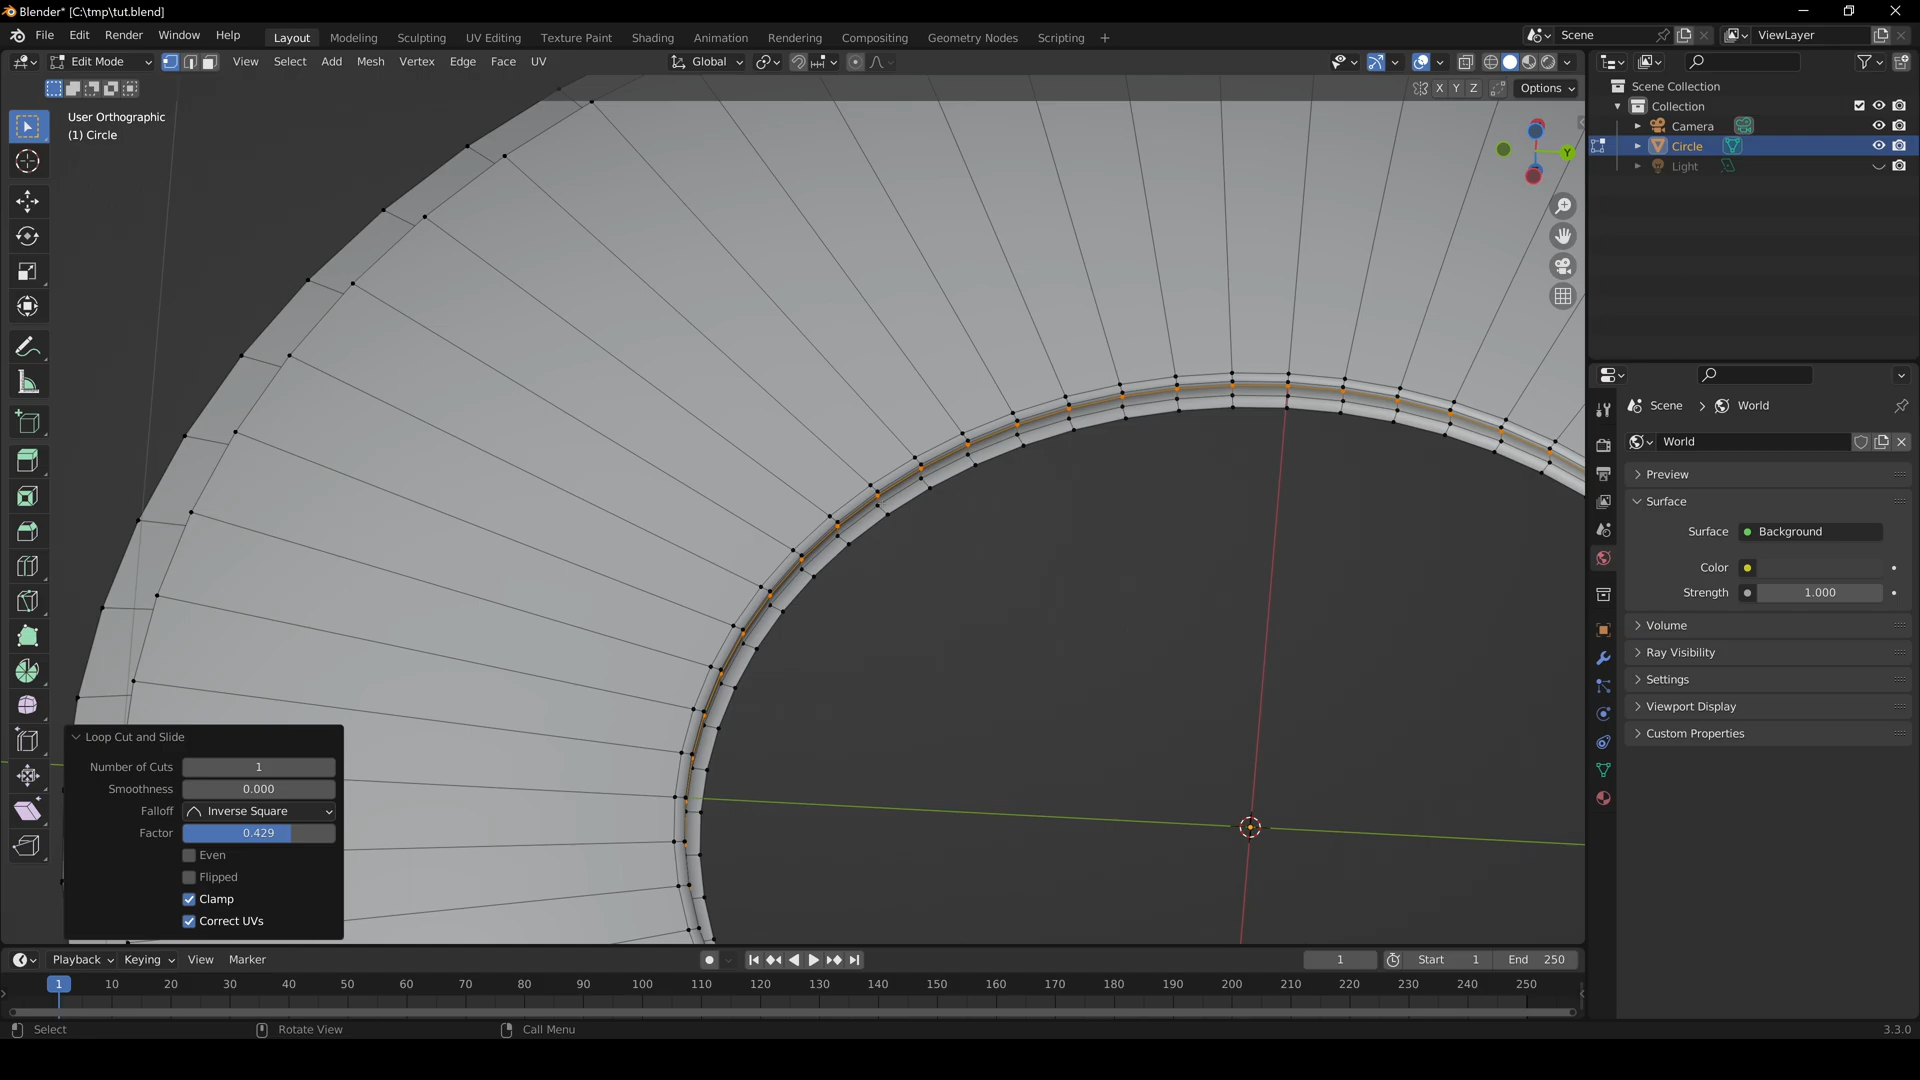 Blender* [C:\tmp\tut.blend]
File Edit Render Window Help Layout Modeling Sculpting UV Editing Texture Paint Shading Animation Rendering Compositing Geometry Nodes Scripting + Scene ViewLayer
Edit Mode View Select Add Mesh Vertex Edge Face UV Global
X Y Z Options
User Orthographic
(1) Circle
Y
Scene Collection
Collection
Camera
Circle
Light
Scene > World
World
Preview
Surface
Surface Background
Color
Strength 1.000
Volume
Ray Visibility
Settings
Viewport Display
Custom Properties
Loop Cut and Slide
Number of Cuts 1
Smoothness 0.000
Falloff Inverse Square
Factor 0.429
Even
Flipped
Clamp
Correct UVs
Playback Keying View Marker 1 Start 1 End 250
1 10 20 30 40 50 60 70 80 90 100 110 120 130 140 150 160 170 180 190 200 210 220 230 240 250
Select Rotate View Call Menu 3.3.0